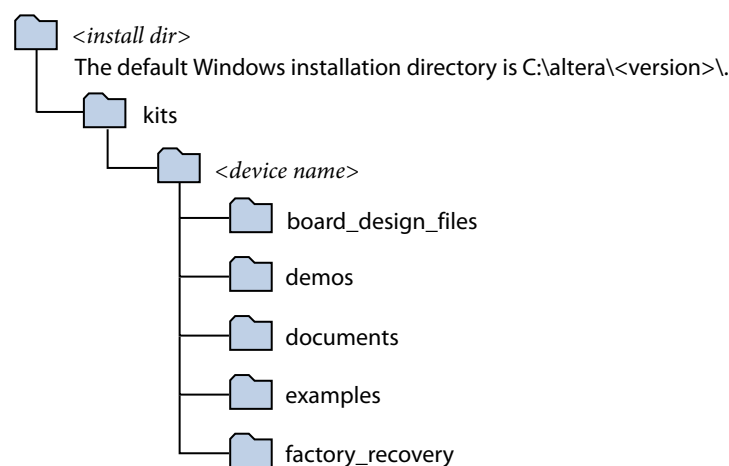 <install dir>
The default Windows installation directory is C:\altera\<version>\.
kits
<device name>
board_design_files
demos
documents
examples
factory_recovery